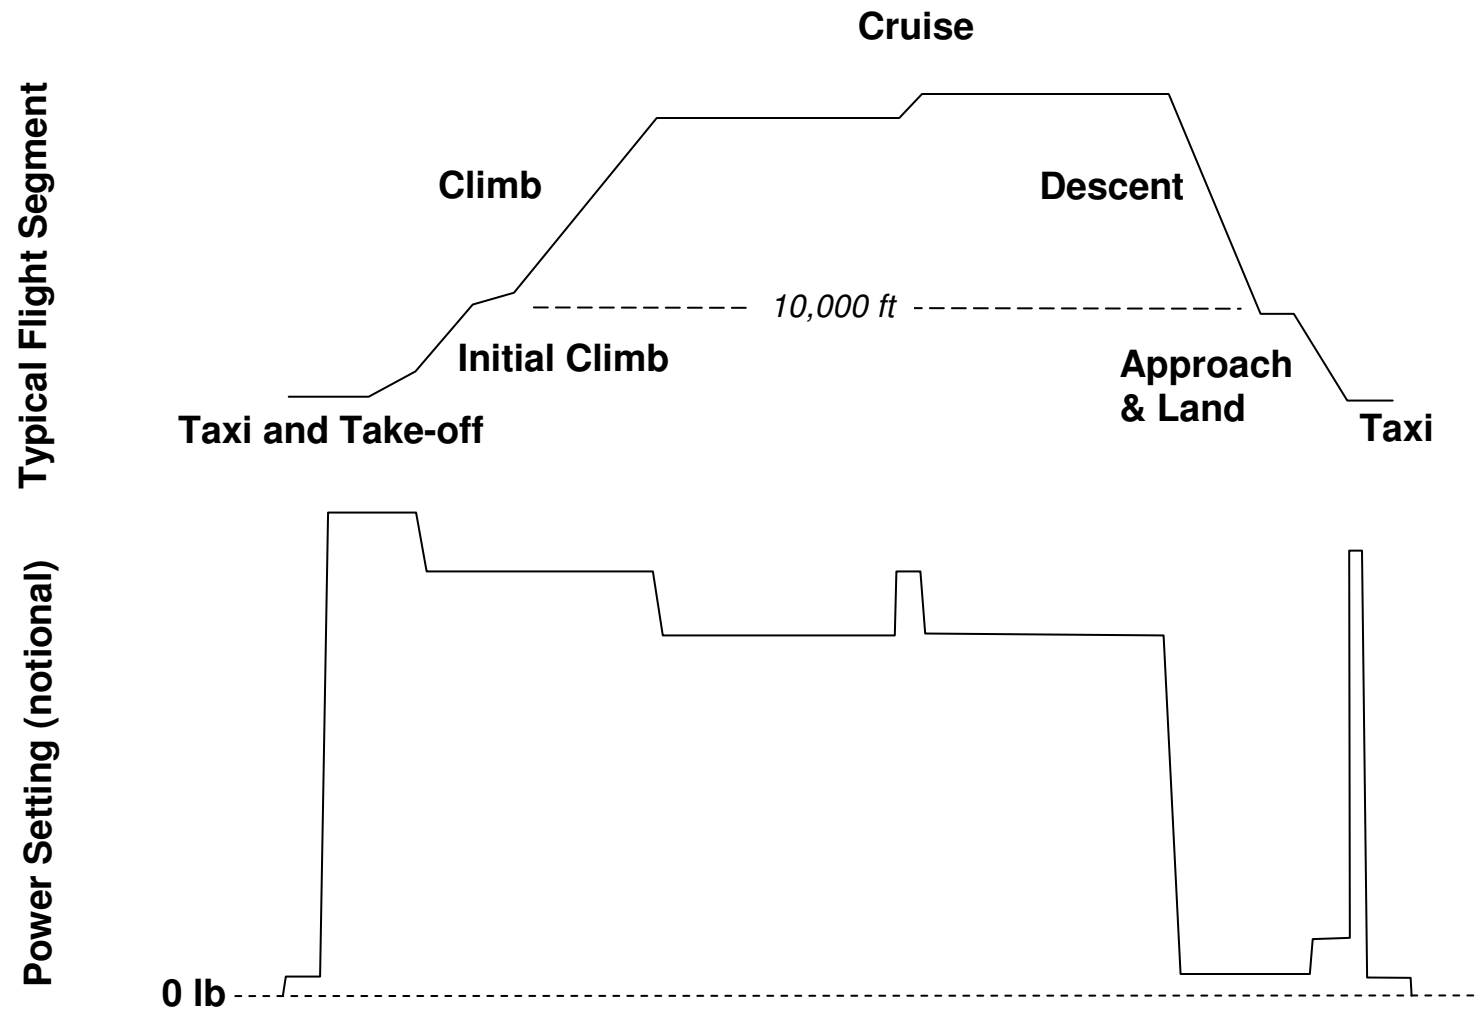 Cruise
Typical Flight Segment
Climb
Descent
10,000 ft
Initial Climb
Approach
& Land
Taxi and Take-off
Taxi
Power Setting (notional)
0 lb